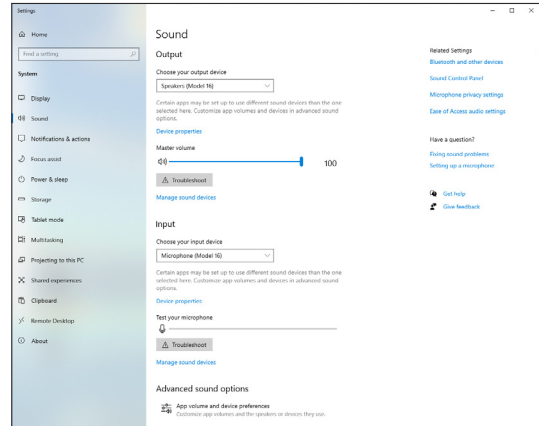 Settings
Home
Find a setting
System
Display
Sound
Notifications & actions
Focus assist
Power & sleep
Storage
Tablet mode
Multitasking
Projecting to this PC
Shared experiences
Clipboard
Remote Desktop
About
Sound
Output
Choose your output device
Speakers (Model 16)
Certain apps may be set up to use different sound devices than the one
selected here. Customize app volumes and devices in advanced sound
options.
Device properties
Master volume
100
Troubleshoot
Manage sound devices
Input
Choose your input device
Microphone (Model 16)
Certain apps may be set up to use different sound devices than the one
selected here. Customize app volumes and devices in advanced sound
options.
Device properties
Test your microphone
Troubleshoot
Manage sound devices
Advanced sound options
App volume and device preferences
Customize app volumes and the speakers or devices they use.
Related Settings
Bluetooth and other devices
Sound Control Panel
Microphone privacy settings
Ease of Access audio settings
Have a question?
Fixing sound problems
Setting up a microphone
Get help
Give feedback